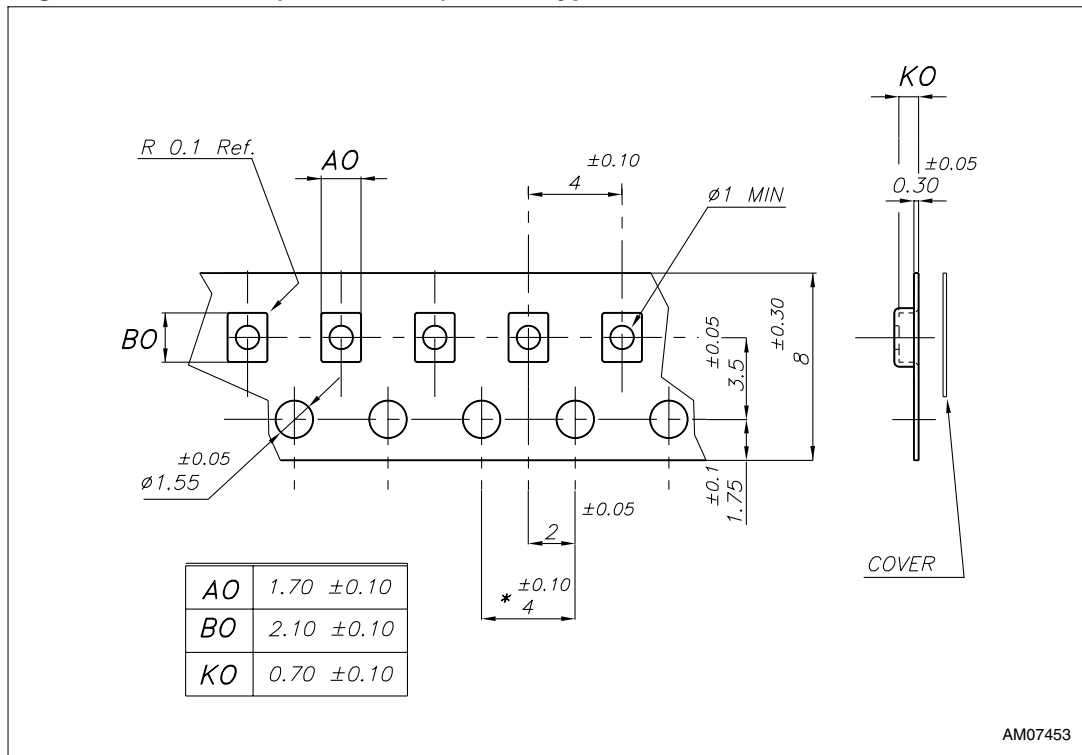 KO
R 0.1 Ref.
AO
±0.10
4
±0.05
0.30
ø1 MIN
BO
±0.05
3.5
±0.30
8
±0.05
ø1.55
±0.1
1.75
±0.05
2
* ±0.10
4
COVER
AO 1.70 ±0.10
BO 2.10 ±0.10
KO 0.70 ±0.10
AM07453